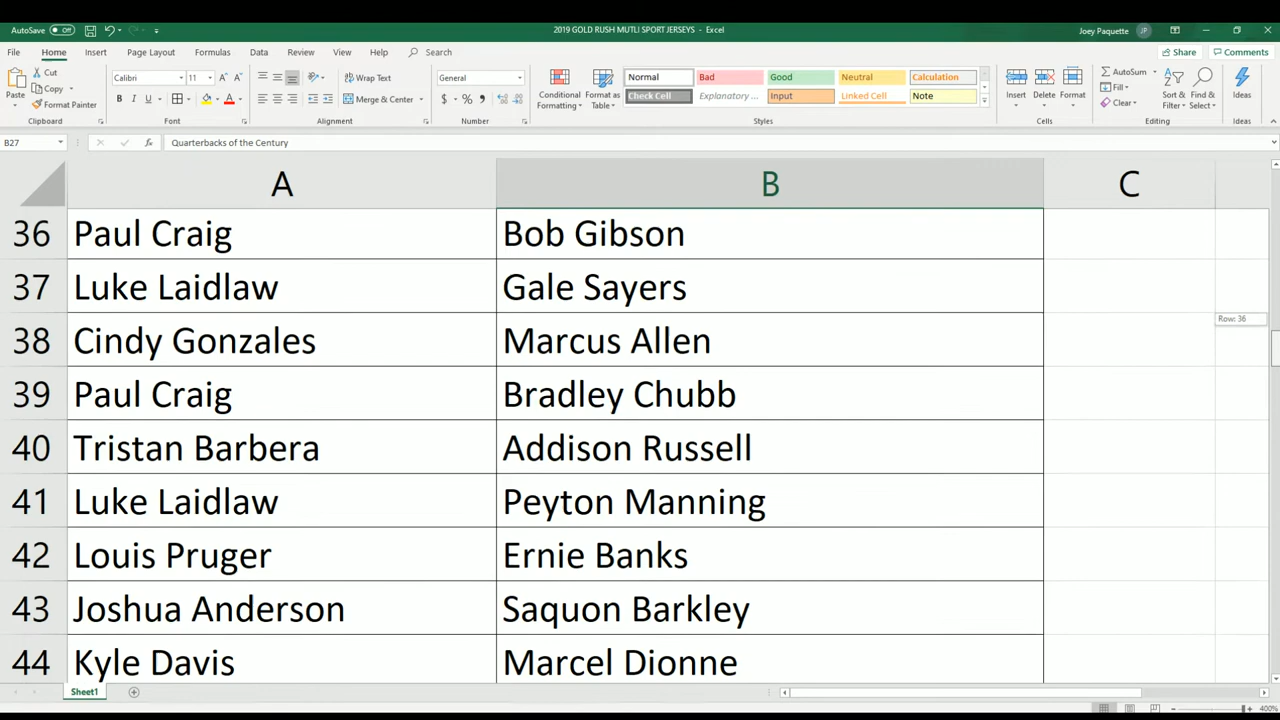 AutoSave Off 2019 GOLD RUSH MUTLI SPORT JERSEYS - Excel Joey Paquette JP
File Home Insert Page Layout Formulas Data Review View Help Search Share Comments
Paste Cut Copy Format Painter Clipboard
Calibri 11 B I U A A Font
Wrap Text Merge & Center Alignment
General $ % , Number
Conditional Formatting Format as Table
Normal Bad Good Neutral Calculation
Check Cell Explanatory ... Input Linked Cell Note
Styles
Insert Delete Format Cells
AutoSum Fill Clear Sort & Filter Find & Select Editing
Ideas Ideas
B27 fx Quarterbacks of the Century
A B C
36 Paul Craig Bob Gibson
37 Luke Laidlaw Gale Sayers
Row: 36
38 Cindy Gonzales Marcus Allen
39 Paul Craig Bradley Chubb
40 Tristan Barbera Addison Russell
41 Luke Laidlaw Peyton Manning
42 Louis Pruger Ernie Banks
43 Joshua Anderson Saquon Barkley
44 Kyle Davis Marcel Dionne
Sheet1
400%